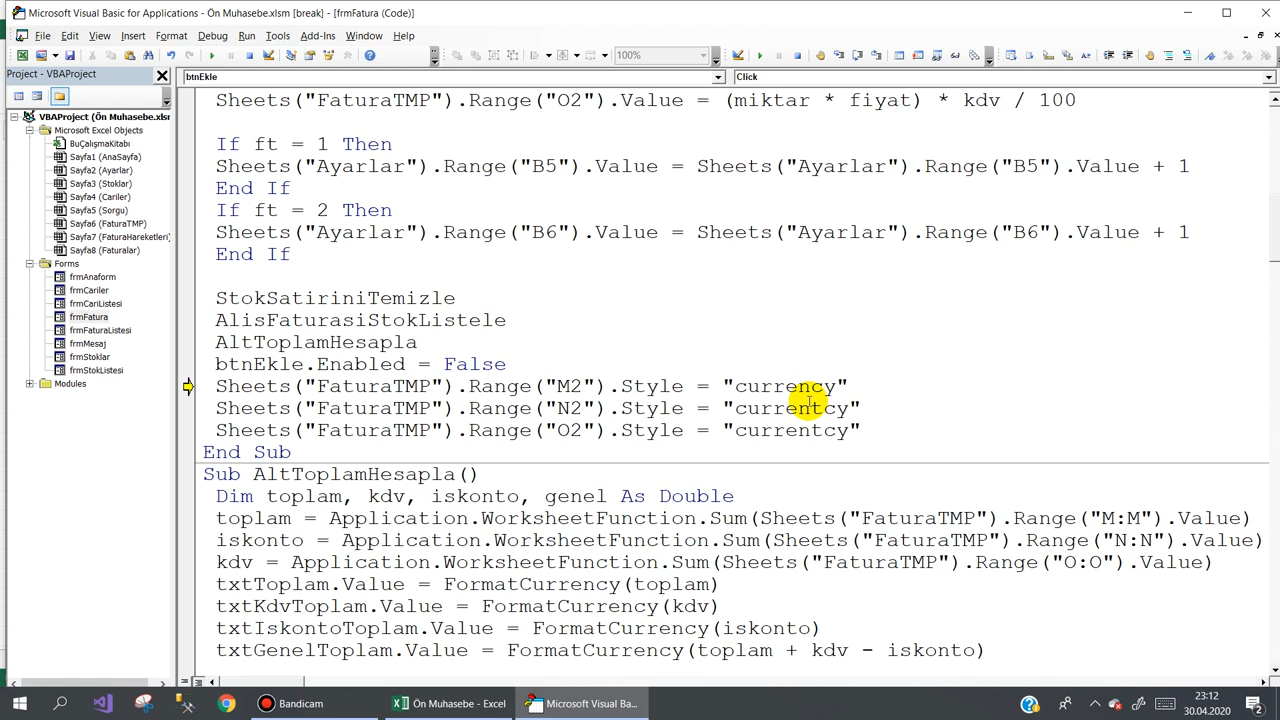 Microsoft Visual Basic for Applications - Ön Muhasebe.xlsm [break] - [frmFatura (Code)]
File Edit View Insert Format Debug Run Tools Add-Ins Window Help
100%
Project - VBAProject
btnEkle
Click
VBAProject (Ön Muhasebe.xlsm
Microsoft Excel Objects
BuÇalışmaKitabı
Sayfa1 (AnaSayfa)
Sayfa2 (Ayarlar)
Sayfa3 (Stoklar)
Sayfa4 (Cariler)
Sayfa5 (Sorgu)
Sayfa6 (FaturaTMP)
Sayfa7 (FaturaHareketleri)
Sayfa8 (Faturalar)
Forms
frmAnaform
frmCariler
frmCariListesi
frmFatura
frmFaturaListesi
frmMesaj
frmStoklar
frmStokListesi
Modules
Sheets("FaturaTMP").Range("O2").Value = (miktar * fiyat) * kdv / 100
If ft = 1 Then
Sheets("Ayarlar").Range("B5").Value = Sheets("Ayarlar").Range("B5").Value + 1
End If
If ft = 2 Then
Sheets("Ayarlar").Range("B6").Value = Sheets("Ayarlar").Range("B6").Value + 1
End If
StokSatiriniTemizle
AlisFaturasiStokListele
AltToplamHesapla
btnEkle.Enabled = False
Sheets("FaturaTMP").Range("M2").Style = "currency"
Sheets("FaturaTMP").Range("N2").Style = "currentcy"
Sheets("FaturaTMP").Range("O2").Style = "currentcy"
End Sub
Sub AltToplamHesapla()
Dim toplam, kdv, iskonto, genel As Double
toplam = Application.WorksheetFunction.Sum(Sheets("FaturaTMP").Range("M:M").Value)
iskonto = Application.WorksheetFunction.Sum(Sheets("FaturaTMP").Range("N:N").Value)
kdv = Application.WorksheetFunction.Sum(Sheets("FaturaTMP").Range("O:O").Value)
txtToplam.Value = FormatCurrency(toplam)
txtKdvToplam.Value = FormatCurrency(kdv)
txtIskontoToplam.Value = FormatCurrency(iskonto)
txtGenelToplam.Value = FormatCurrency(toplam + kdv - iskonto)
Bandicam
Ön Muhasebe - Excel
Microsoft Visual Ba...
23:12
30.04.2020
2